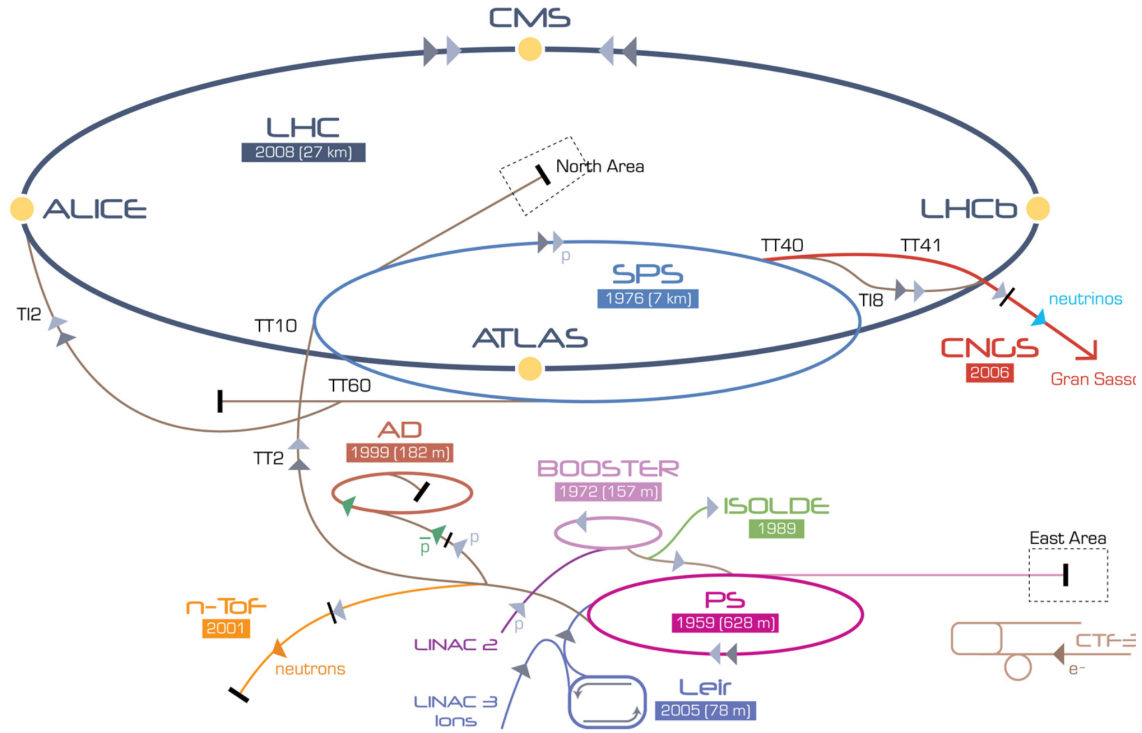 CMS
LHC
2008 (27 km)
North Area
ALICE
LHCb
TT40
TT41
p
SPS
1976 (7 km)
TI8
neutrinos
TI2
TT10
ATLAS
CNGS
2006
Gran Sasso
TT60
AD
1999 (182 m)
TT2
BOOSTER
1972 (157 m)
ISOLDE
1989
p
p
East Area
n-ToF
2001
PS
1959 (628 m)
p
LINAC 2
neutrons
CTF-3
e-
LINAC 3
Ions
Leir
2005 (78 m)